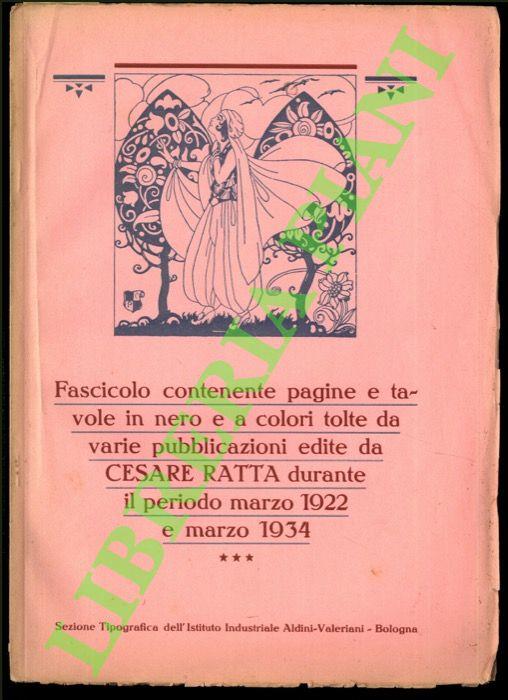 Fascicolo contenente pagine e ta-
vole in nero e a colori tolte da
varie pubblicazioni edite da
CESARE RATTA durante
il periodo marzo 1922
e marzo 1934
★★★
Sezione Tipografica dell'Istituto Industriale Aldini-Valeriani - Bologna
LIBRERIA PIANI